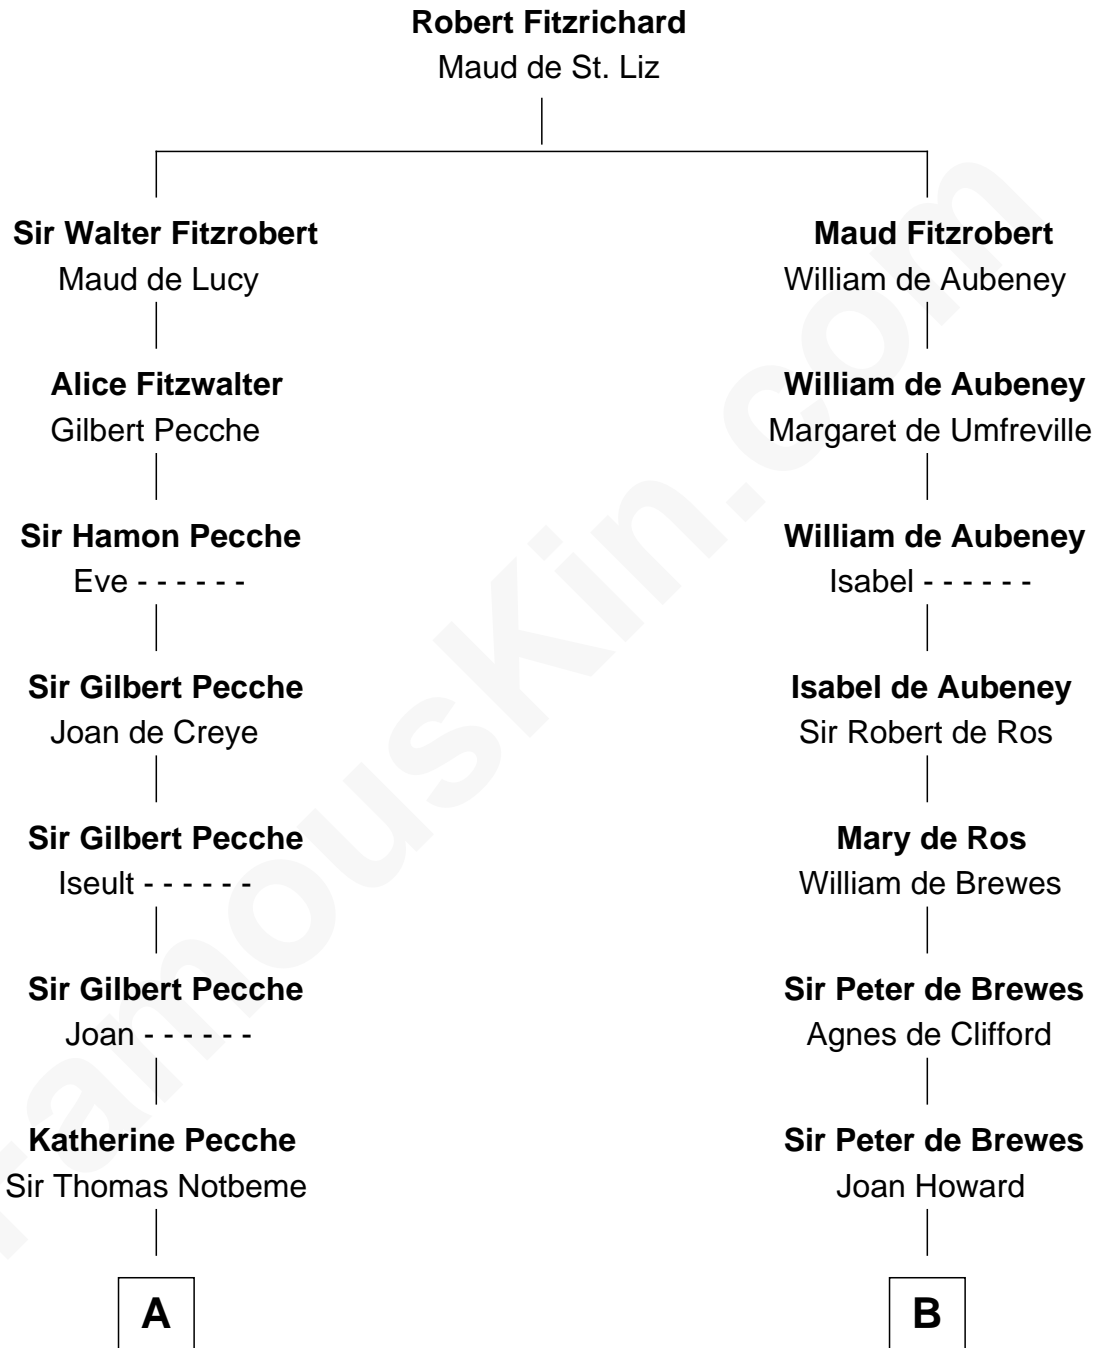 Robert Fitzrichard
Maud de St. Liz
Sir Walter Fitzrobert
Maud de Lucy
Maud Fitzrobert
William de Aubeney
Alice Fitzwalter
Gilbert Pecche
William de Aubeney
Margaret de Umfreville
Sir Hamon Pecche
Eve - - - - - -
William de Aubeney
Isabel - - - - - -
Sir Gilbert Pecche
Joan de Creye
Isabel de Aubeney
Sir Robert de Ros
Sir Gilbert Pecche
Iseult - - - - - -
Mary de Ros
William de Brewes
Sir Gilbert Pecche
Joan - - - - - -
Sir Peter de Brewes
Agnes de Clifford
Katherine Pecche
Sir Thomas Notbeme
Sir Peter de Brewes
Joan Howard
A
B
FamousKin.com